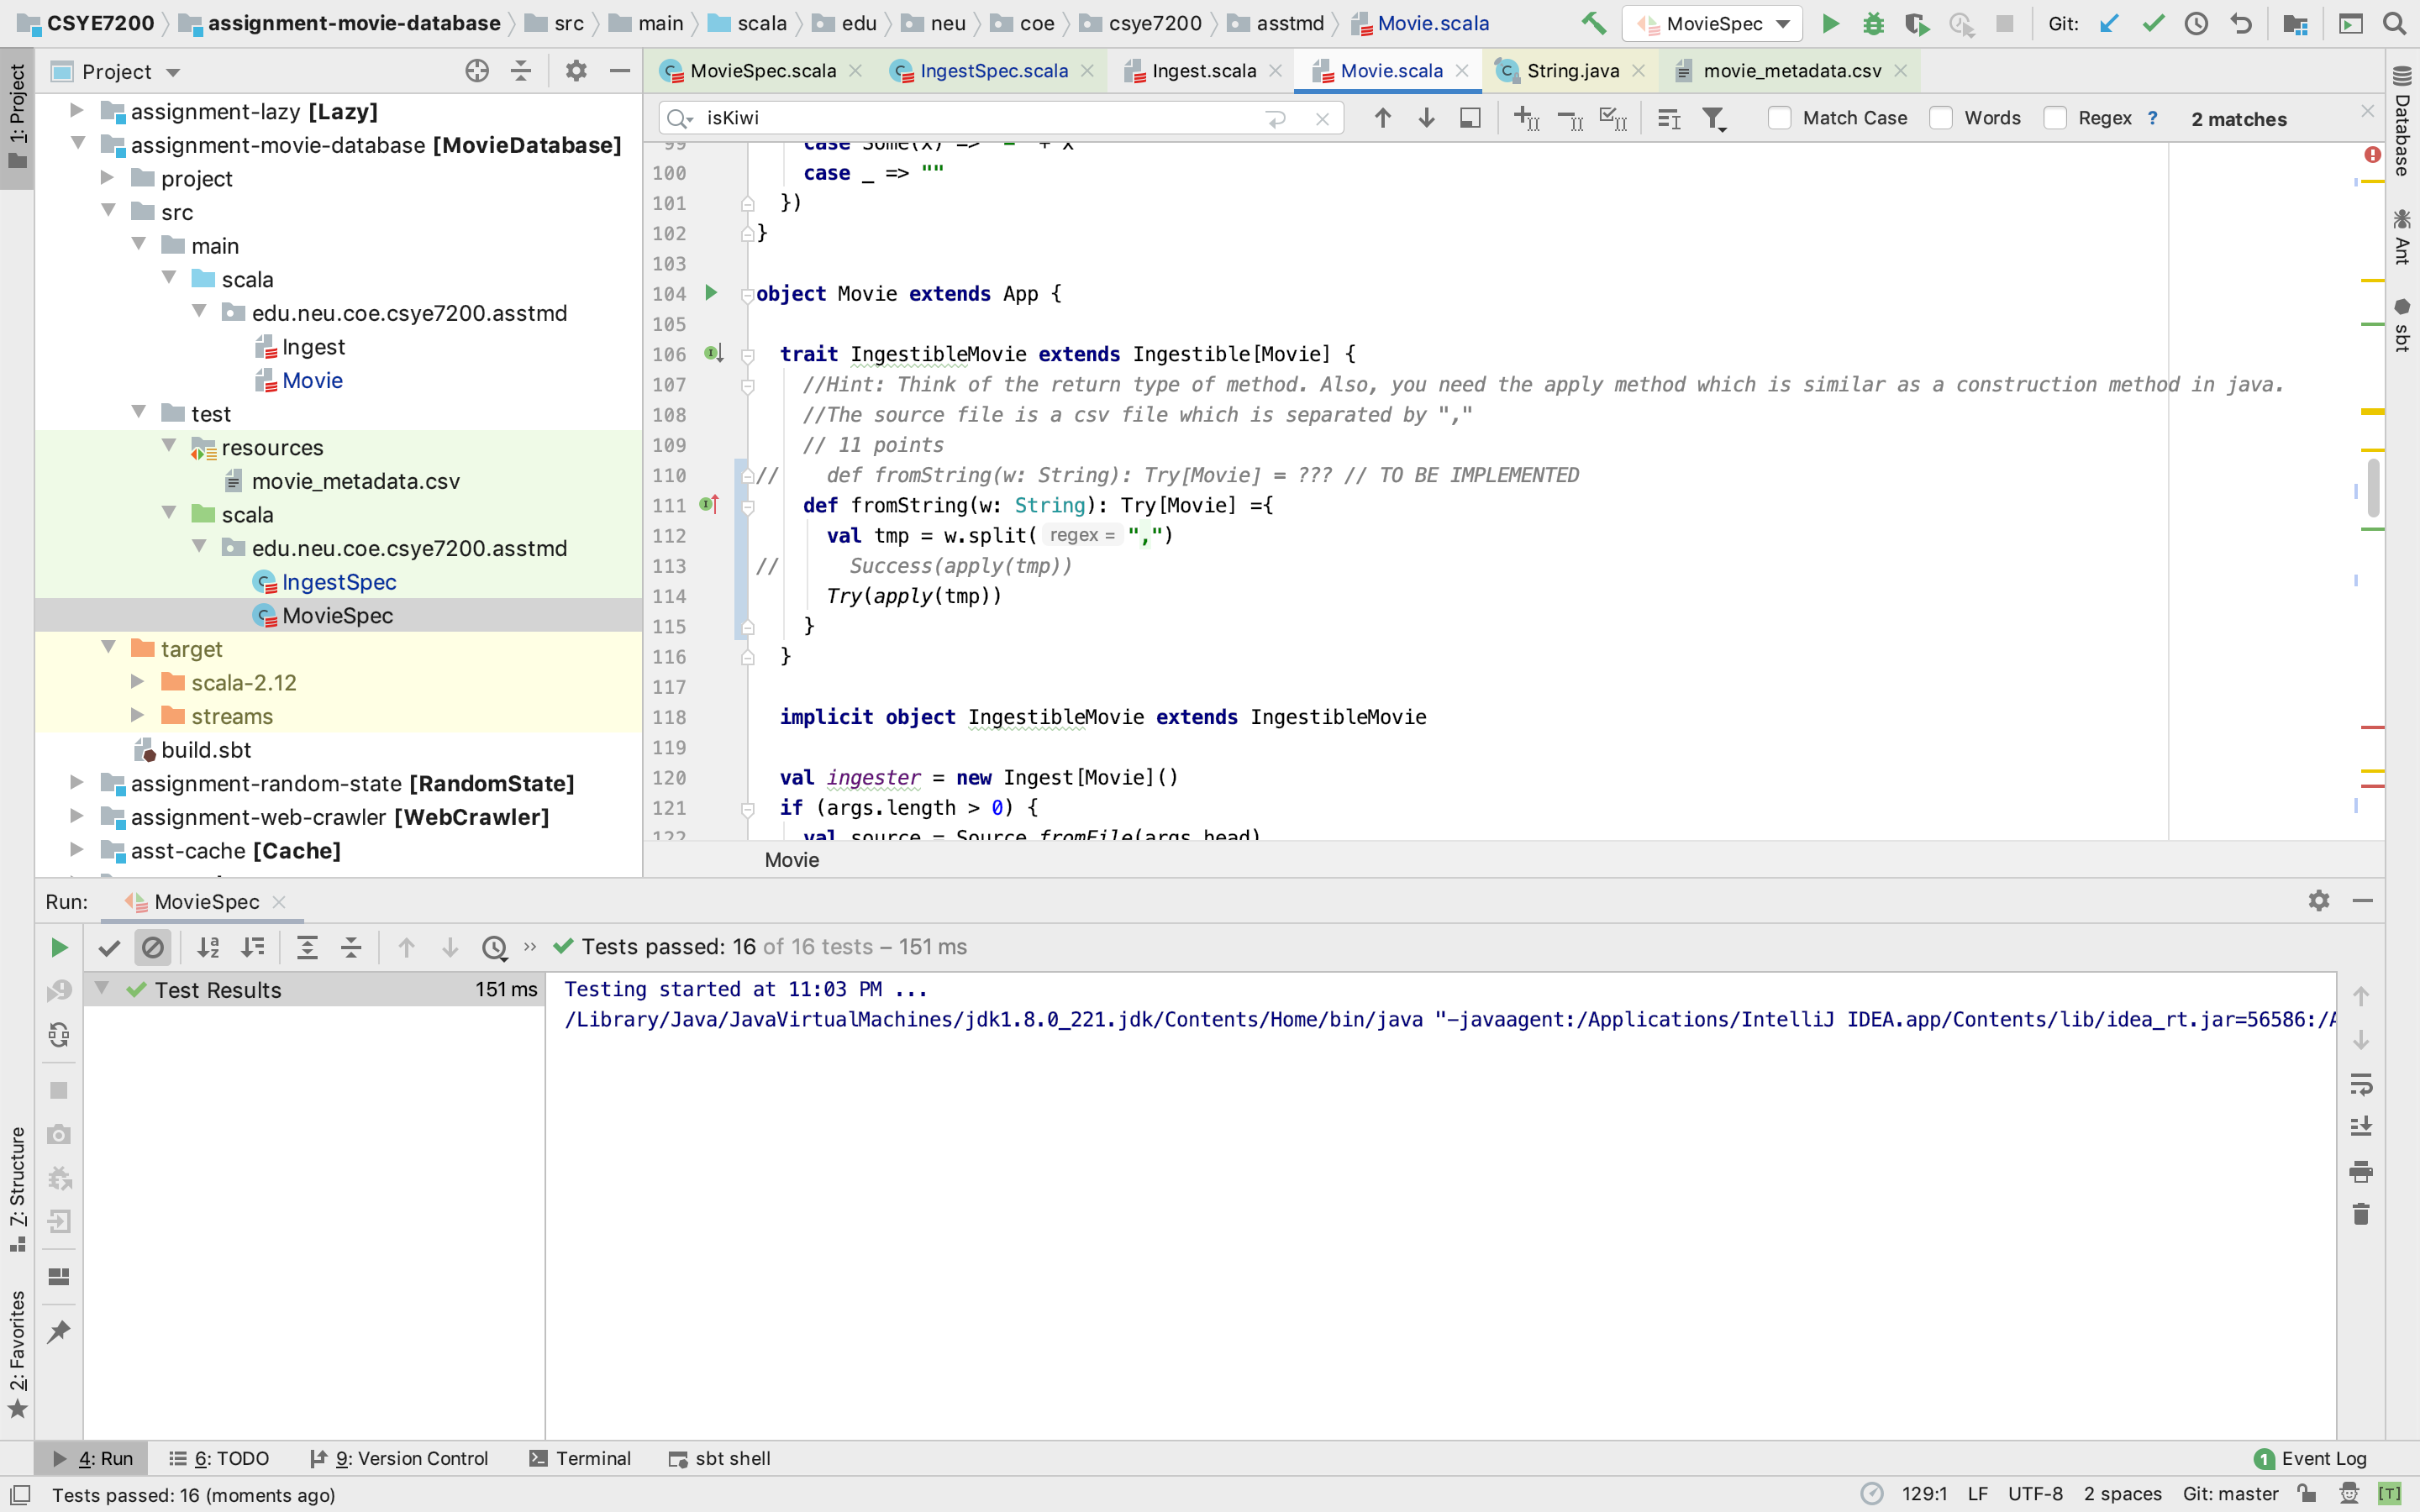 CSYE7200 assignment-movie-database src main scala edu neu coe csye7200 asstmd Movie.scala MovieSpec Git:
1: Project
Project
MovieSpec.scala IngestSpec.scala Ingest.scala Movie.scala String.java movie_metadata.csv
isKiwi Match Case Words Regex ? 2 matches
assignment-lazy [Lazy]
assignment-movie-database [MovieDatabase]
project
src
main
scala
edu.neu.coe.csye7200.asstmd
Ingest
Movie
test
resources
movie_metadata.csv
scala
edu.neu.coe.csye7200.asstmd
IngestSpec
MovieSpec
target
scala-2.12
streams
build.sbt
assignment-random-state [RandomState]
assignment-web-crawler [WebCrawler]
asst-cache [Cache]
99 case Some(x) => "=" + x
100 case _ => ""
101 })
102 }
103
104 object Movie extends App {
105
106 trait IngestibleMovie extends Ingestible[Movie] {
107 //Hint: Think of the return type of method. Also, you need the apply method which is similar as a construction method in java.
108 //The source file is a csv file which is separated by ","
109 // 11 points
110 // def fromString(w: String): Try[Movie] = ??? // TO BE IMPLEMENTED
111 def fromString(w: String): Try[Movie] ={
112 val tmp = w.split( regex = ",")
113 // Success(apply(tmp))
114 Try(apply(tmp))
115 }
116 }
117
118 implicit object IngestibleMovie extends IngestibleMovie
119
120 val ingester = new Ingest[Movie]()
121 if (args.length > 0) {
122 val source = Source.fromFile(args.head)
Movie
Database
Ant
sbt
Run: MovieSpec
Tests passed: 16 of 16 tests – 151 ms
Test Results 151 ms
Testing started at 11:03 PM ...
/Library/Java/JavaVirtualMachines/jdk1.8.0_221.jdk/Contents/Home/bin/java "-javaagent:/Applications/IntelliJ IDEA.app/Contents/lib/idea_rt.jar=56586:/A
7: Structure
2: Favorites
4: Run 6: TODO 9: Version Control Terminal sbt shell 1 Event Log
Tests passed: 16 (moments ago) 129:1 LF UTF-8 2 spaces Git: master [T]